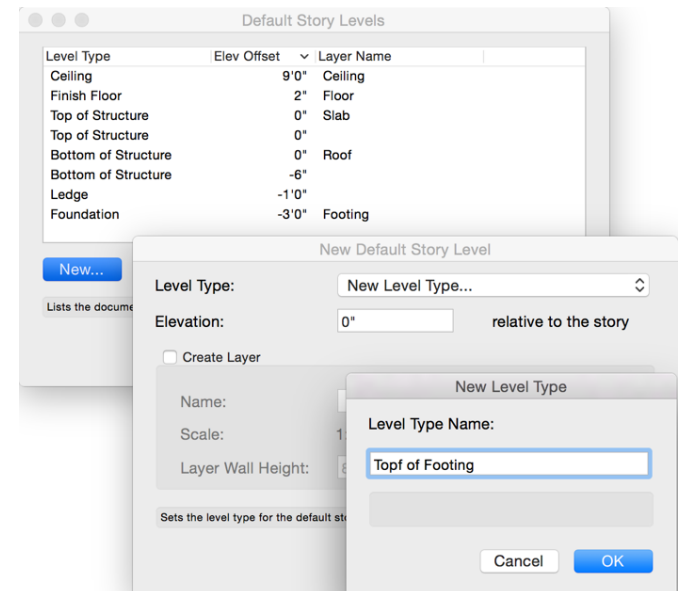 Default Story Levels
Level Type Elev Offset Layer Name
Ceiling 9'0" Ceiling
Finish Floor 2" Floor
Top of Structure 0" Slab
Top of Structure 0"
Bottom of Structure 0" Roof
Bottom of Structure -6"
Ledge -1'0"
Foundation -3'0" Footing
New...
Lists the docume
New Default Story Level
Level Type: New Level Type...
Elevation: 0" relative to the story
Create Layer
Name:
Scale: 1:
Layer Wall Height: 8
Sets the level type for the default sto
New Level Type
Level Type Name:
Topf of Footing
Cancel OK